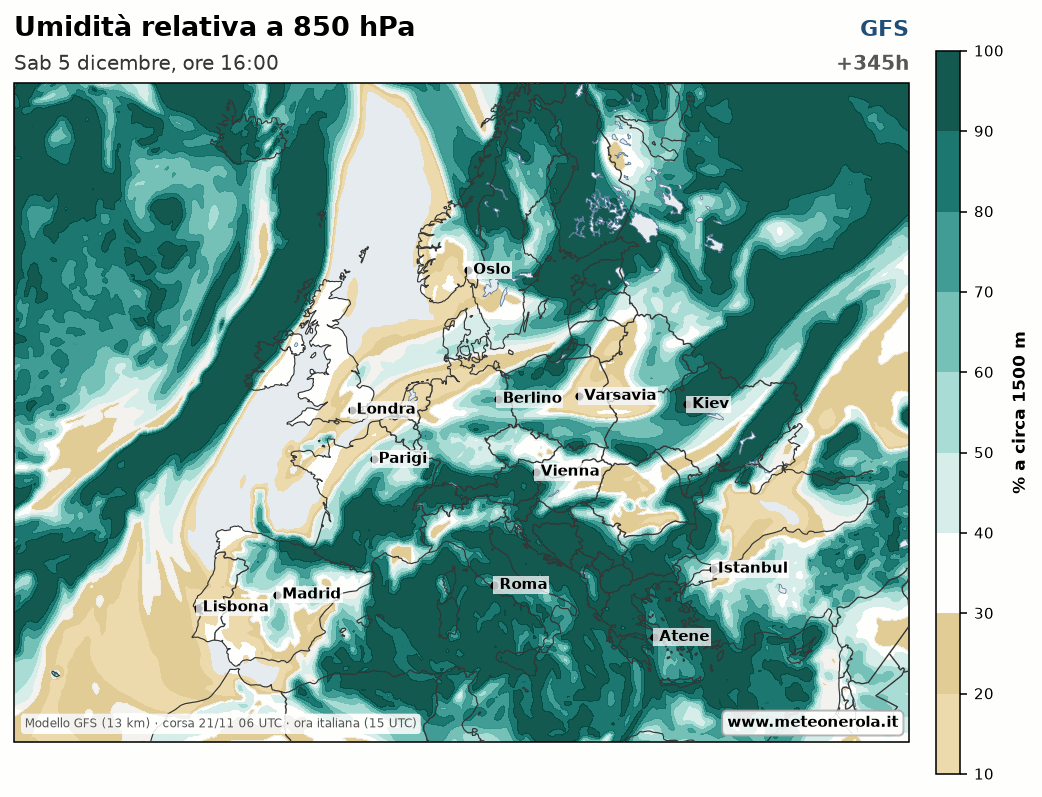 Umidità relativa a 850 hPa
GFS
Sab 5 dicembre, ore 16:00
+345h
100
90
80
70
60
50
40
30
20
10
% a circa 1500 m
Oslo
Londra
Berlino
Varsavia
Kiev
Parigi
Vienna
Istanbul
Roma
Madrid
Lisbona
Atene
Modello GFS (13 km) · corsa 21/11 06 UTC · ora italiana (15 UTC)
www.meteonerola.it